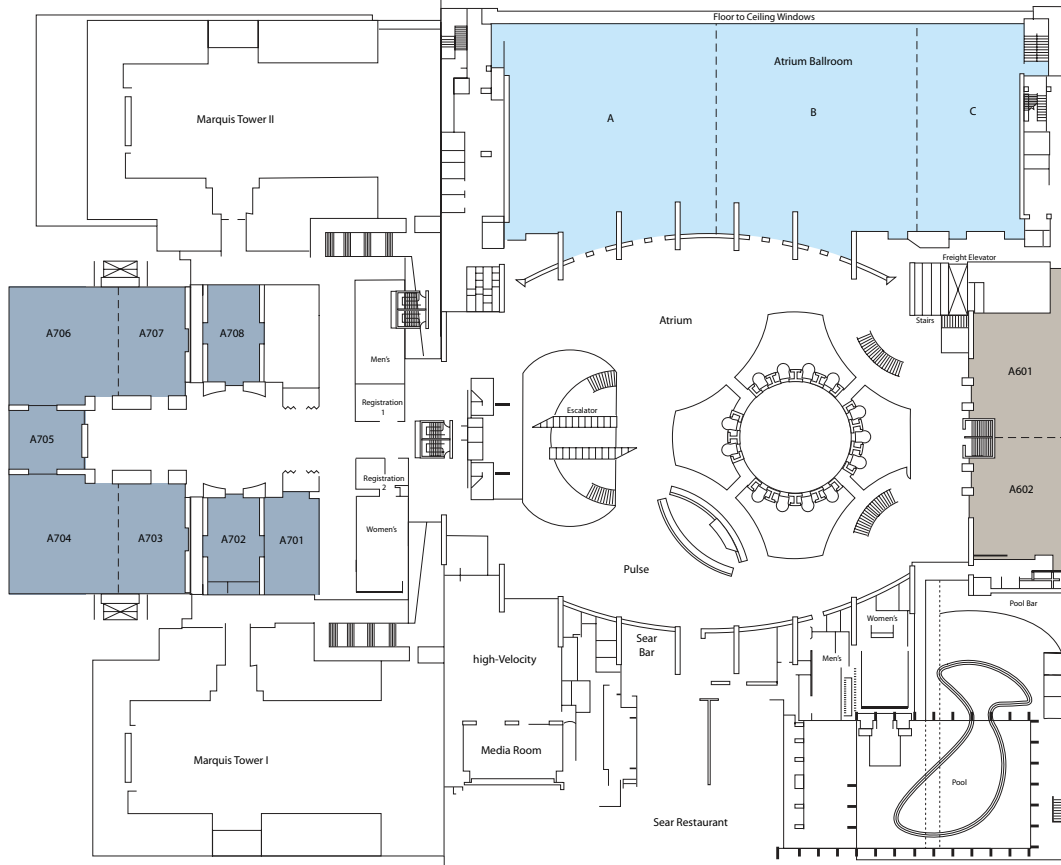 Floor to Ceiling Windows
Atrium Ballroom
A
B
C
Marquis Tower II
Freight Elevator
Stairs
Atrium
A706
A707
A708
Men's
A601
Registration
1
Escalator
A705
Registration
2
A602
Women's
A704
A703
A702
A701
Pulse
Pool Bar
Women's
Sear
Bar
Men's
high-Velocity
Media Room
Marquis Tower I
Pool
Sear Restaurant